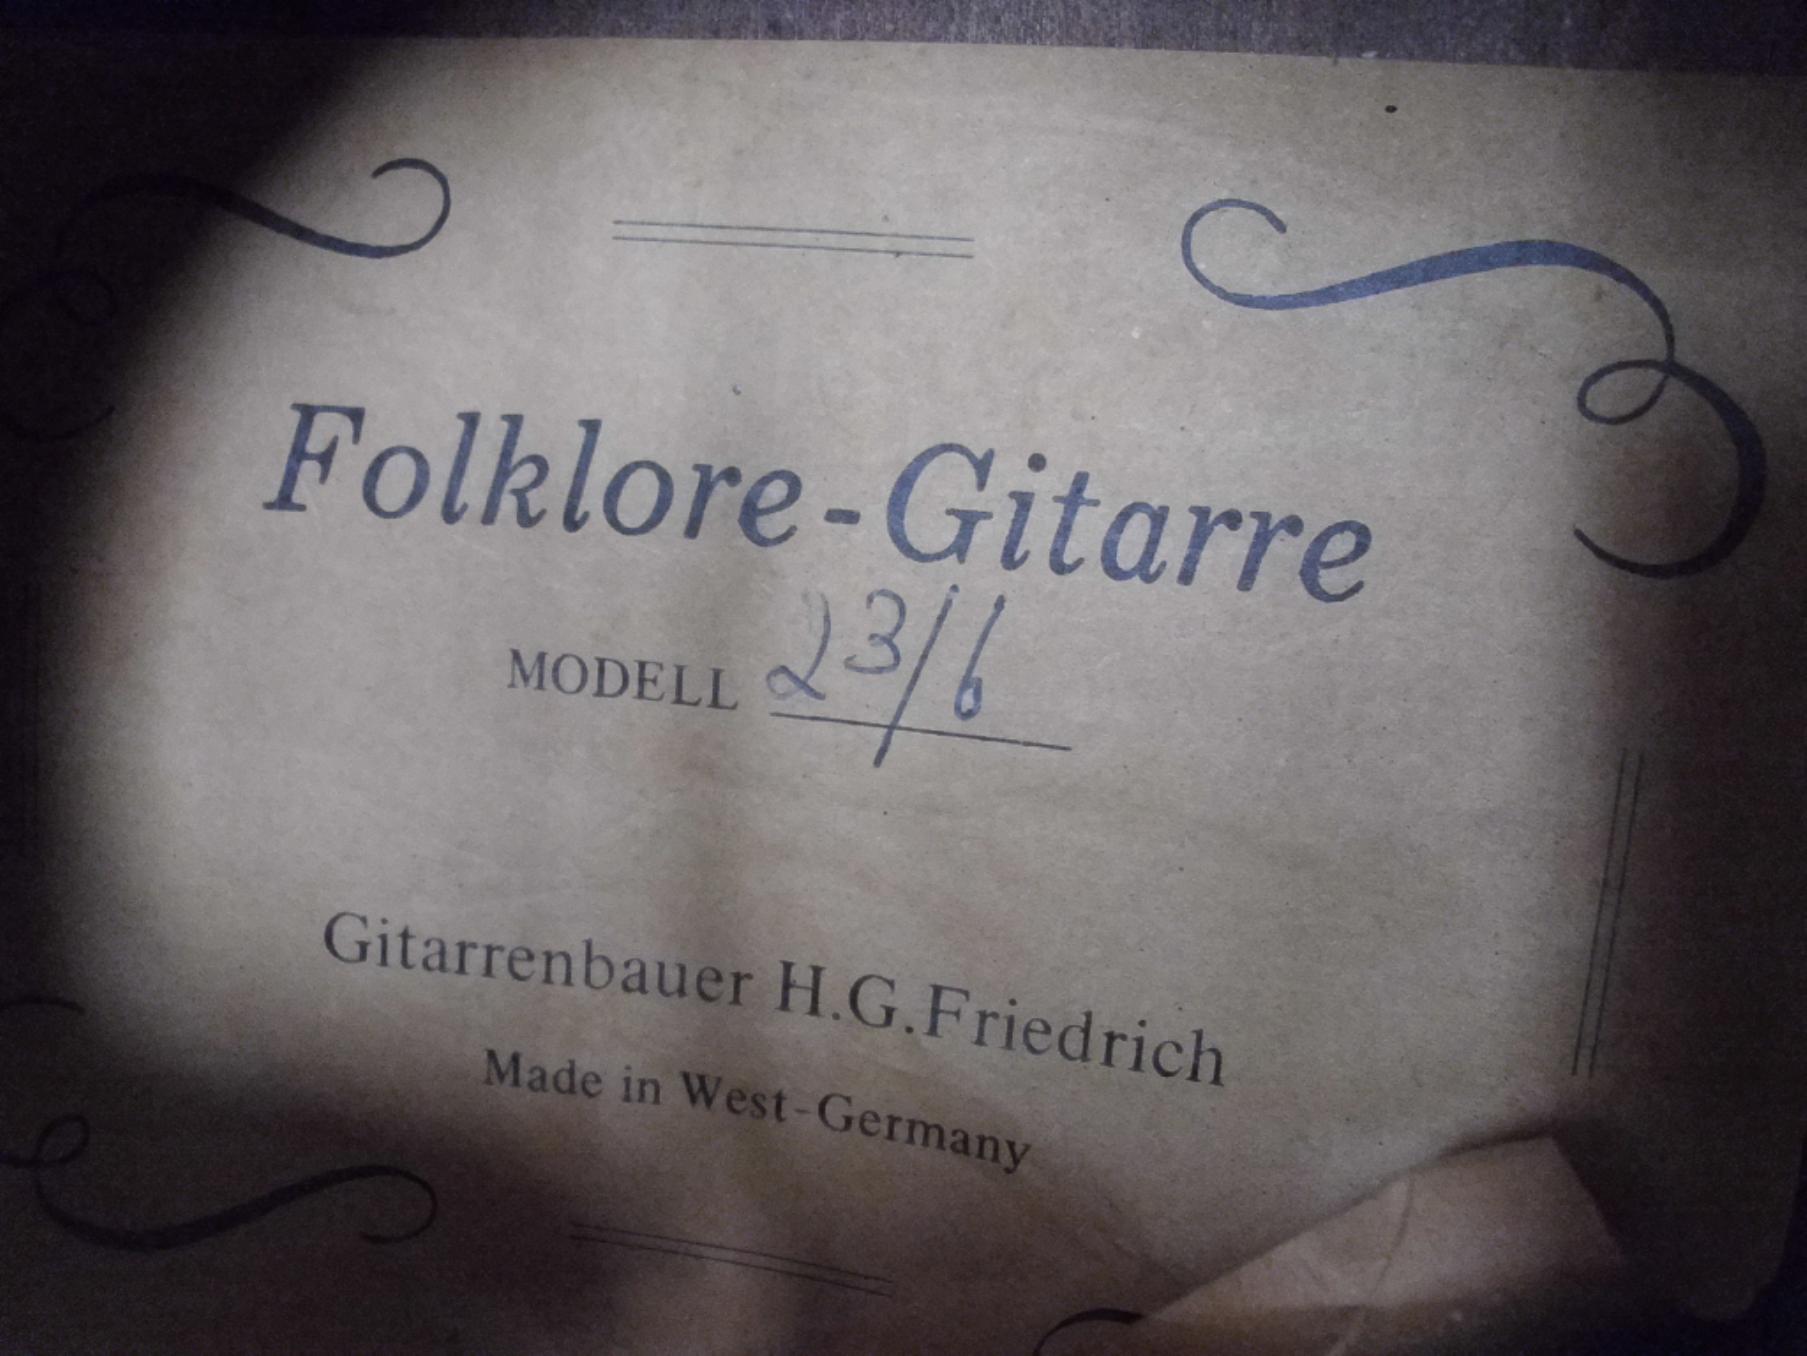 Folklore-Gitarre
MODELL 23/6
Gitarrenbauer H.G.Friedrich
Made in West-Germany